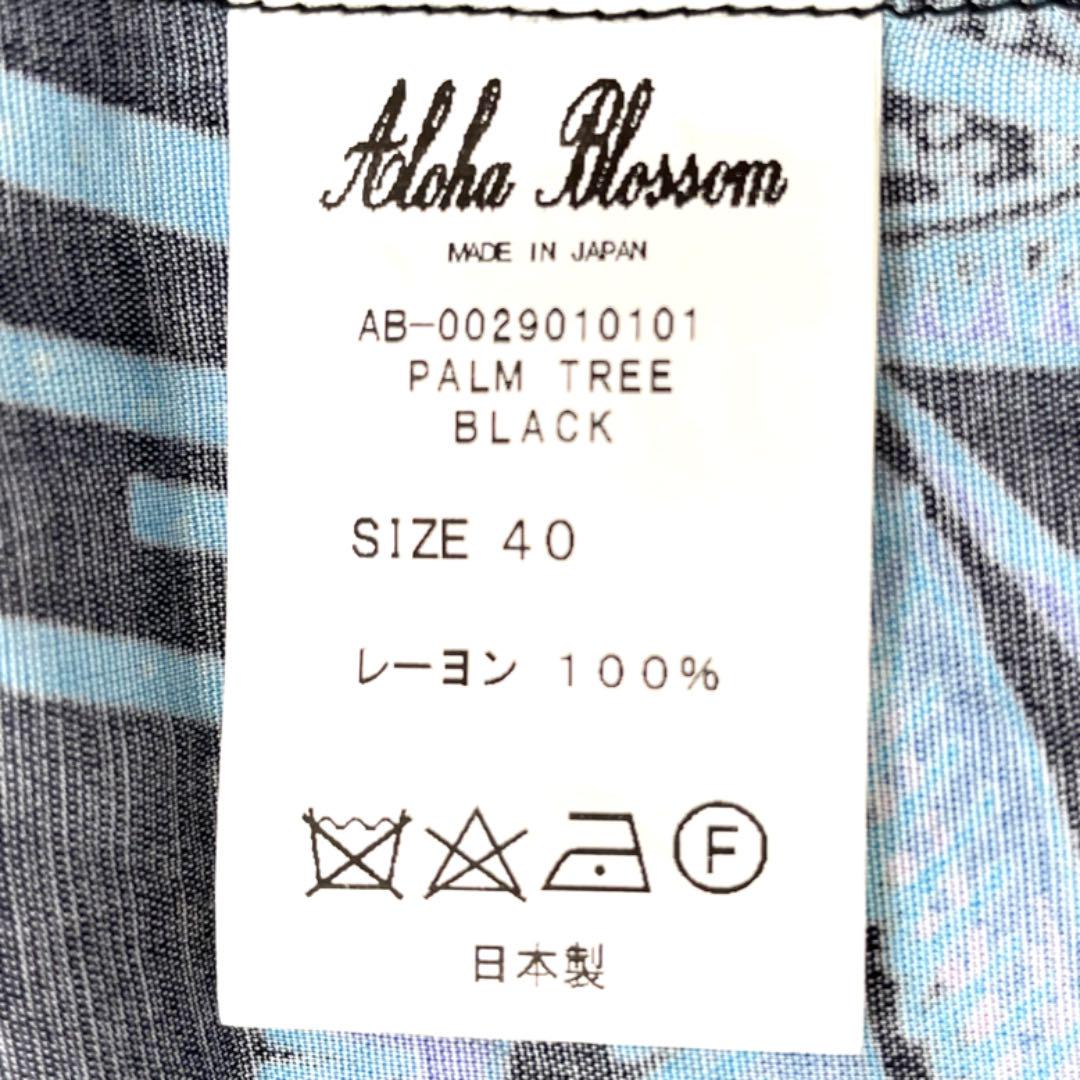 Aloha Blossom
MADE IN JAPAN
AB-0029010101
PALM TREE
BLACK
SIZE 40
レーヨン 100%
F
日本製